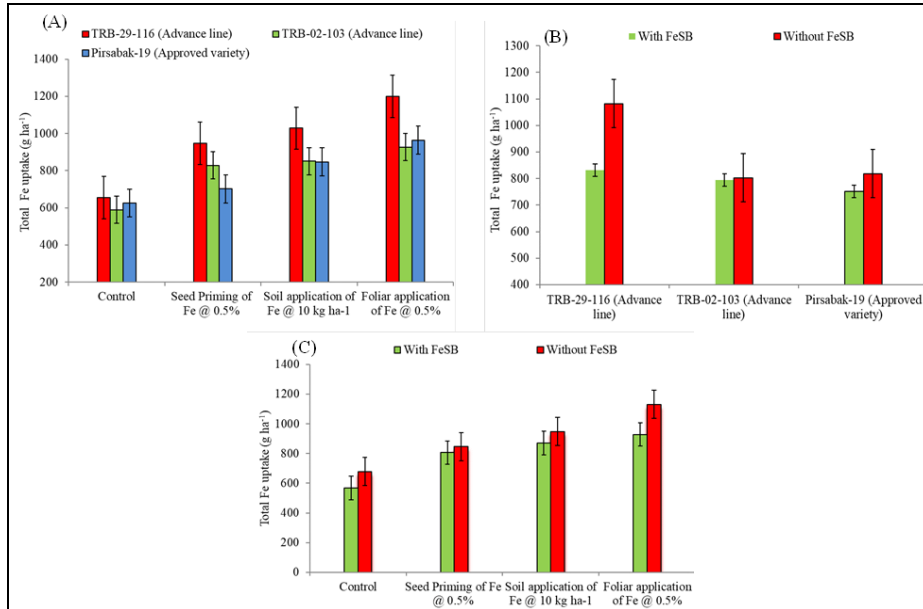 (A)
TRB-29-116 (Advance line)
TRB-02-103 (Advance line)
Pirsabak-19 (Approved variety)
Total Fe uptake (g ha-1)
1400
1200
1000
800
600
400
200
Control
Seed Priming of
Fe @ 0.5%
Soil application of
Fe @ 10 kg ha-1
Foliar application
of Fe @ 0.5%
(B)
With FeSB
Without FeSB
Total Fe uptake (g ha-1)
1300
1200
1100
1000
900
800
700
600
500
400
TRB-29-116 (Advance
line)
TRB-02-103 (Advance
line)
Pirsabak-19 (Approved
variety)
(C)
With FeSB
Without FeSB
Total Fe uptake (g ha-1)
1400
1200
1000
800
600
400
200
0
Control
Seed Priming of Fe
@ 0.5%
Soil application of
Fe @ 10 kg ha-1
Foliar application
of Fe @ 0.5%